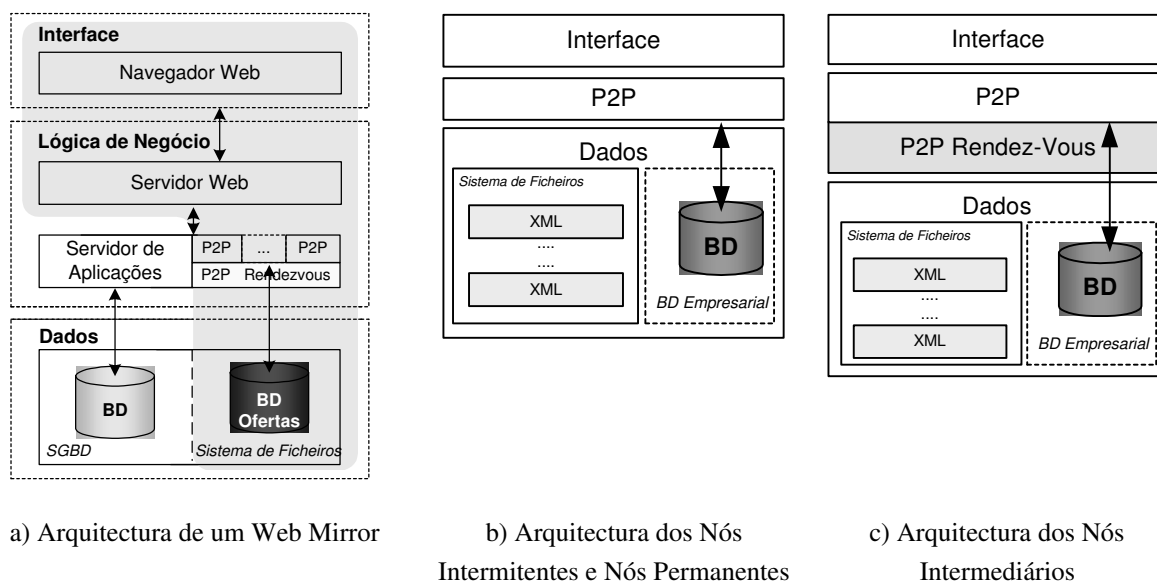 Interface
Navegador Web
Lógica de Negócio
Servidor Web
Servidor de
Aplicações
P2P
...
P2P
P2P Rendezvous
Dados
BD
SGBD
BD
Ofertas
Sistema de Ficheiros
a) Arquitectura de um Web Mirror
Interface
P2P
Dados
Sistema de Ficheiros
XML
....
....
XML
BD
BD Empresarial
b) Arquitectura dos Nós
Intermitentes e Nós Permanentes
Interface
P2P
P2P Rendez-Vous
Dados
Sistema de Ficheiros
XML
....
....
XML
BD
BD Empresarial
c) Arquitectura dos Nós
Intermediários